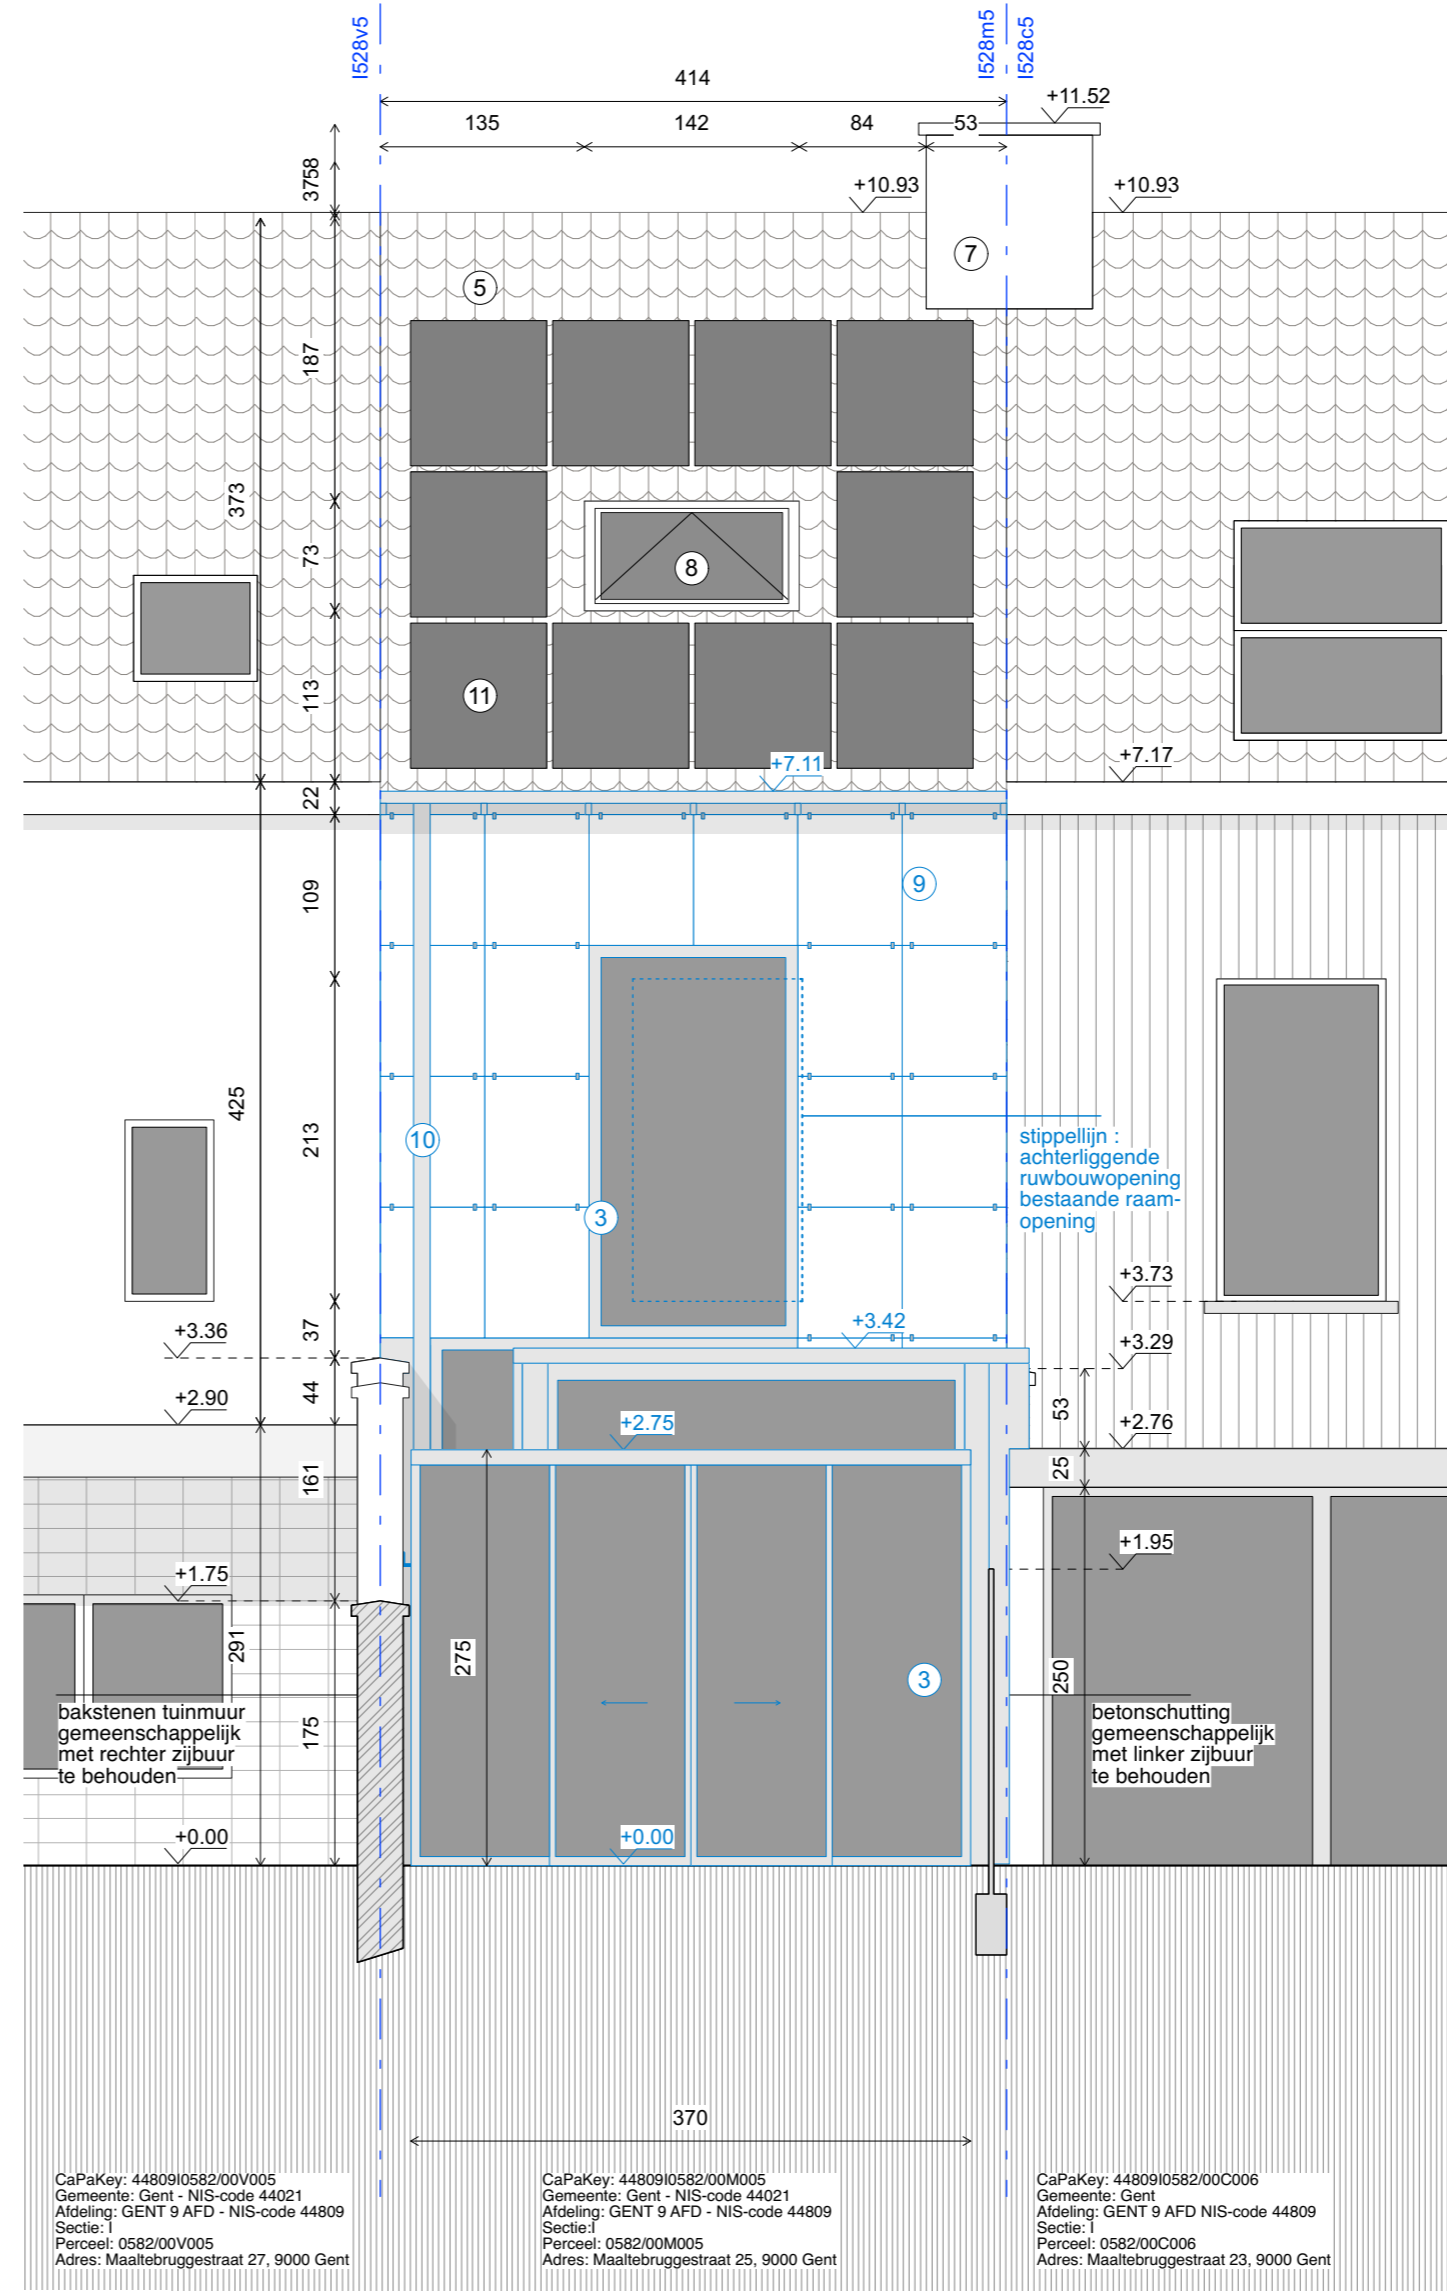 I528v5
I528m5
I528c5
414
135
142
84
53
+11.52
3758
+10.93
+10.93
7
5
187
373
73
8
113
11
+7.11
+7.17
22
109
9
425
213
10
stippellijn :
achterliggende
ruwbouwopening
bestaande raam-
opening
3
+3.73
+3.36
37
+3.42
+3.29
44
+2.90
53
+2.75
+2.76
25
161
+1.95
+1.75
291
275
3
250
bakstenen tuinmuur
gemeenschappelijk
met rechter zijbuur
te behouden
175
betonschutting
gemeenschappelijk
met linker zijbuur
te behouden
+0.00
+0.00
370
CaPaKey: 44809I0582/00V005
Gemeente: Gent - NIS-code 44021
Afdeling: GENT 9 AFD - NIS-code 44809
Sectie: I
Perceel: 0582/00V005
Adres: Maaltebruggestraat 27, 9000 Gent
CaPaKey: 44809I0582/00M005
Gemeente: Gent - NIS-code 44021
Afdeling: GENT 9 AFD - NIS-code 44809
Sectie:I
Perceel: 0582/00M005
Adres: Maaltebruggestraat 25, 9000 Gent
CaPaKey: 44809I0582/00C006
Gemeente: Gent
Afdeling: GENT 9 AFD NIS-code 44809
Sectie: I
Perceel: 0582/00C006
Adres: Maaltebruggestraat 23, 9000 Gent